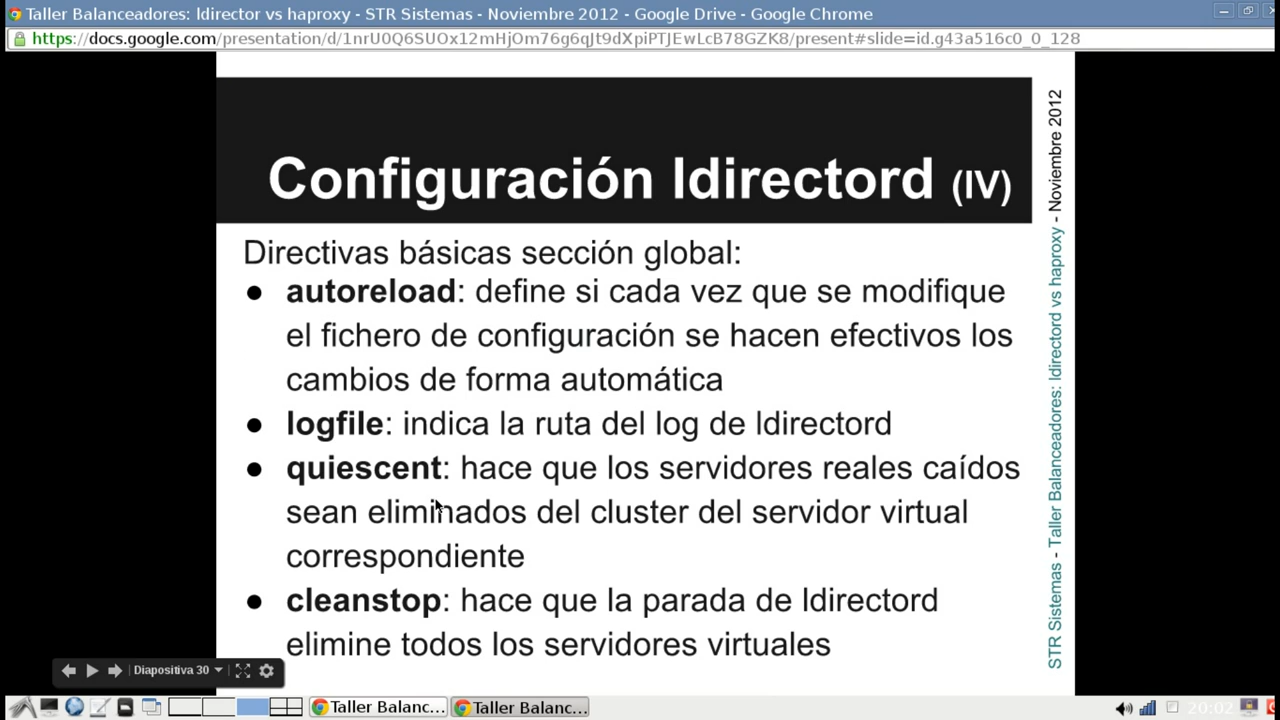 Taller Balanceadores: ldirector vs haproxy - STR Sistemas - Noviembre 2012 - Google Drive - Google Chrome
https://docs.google.com/presentation/d/1nrU0Q6SUOx12mHjOm76g6qJt9dXpiPTJEwLcB78GZK8/present#slide=id.g43a516c0_0_128
Configuración ldirectord (IV)
Directivas básicas sección global:
● autoreload: define si cada vez que se modifique
el fichero de configuración se hacen efectivos los
cambios de forma automática
● logfile: indica la ruta del log de ldirectord
● quiescent: hace que los servidores reales caídos
sean eliminados del cluster del servidor virtual
correspondiente
● cleanstop: hace que la parada de ldirectord
elimine todos los servidores virtuales
STR Sistemas - Taller Balanceadores: ldirectord vs haproxy - Noviembre 2012
Diapositiva 30
Taller Balanc...
Taller Balanc...
20:02